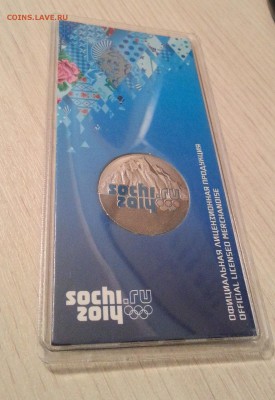 COINS.LAVE.RU
sochi.ru
2014
ОФИЦИАЛЬНАЯ ЛИЦЕНЗИОННАЯ ПРОДУКЦИЯ
OFFICIAL LICENSED MERCHANDISE
sochi.ru
2014